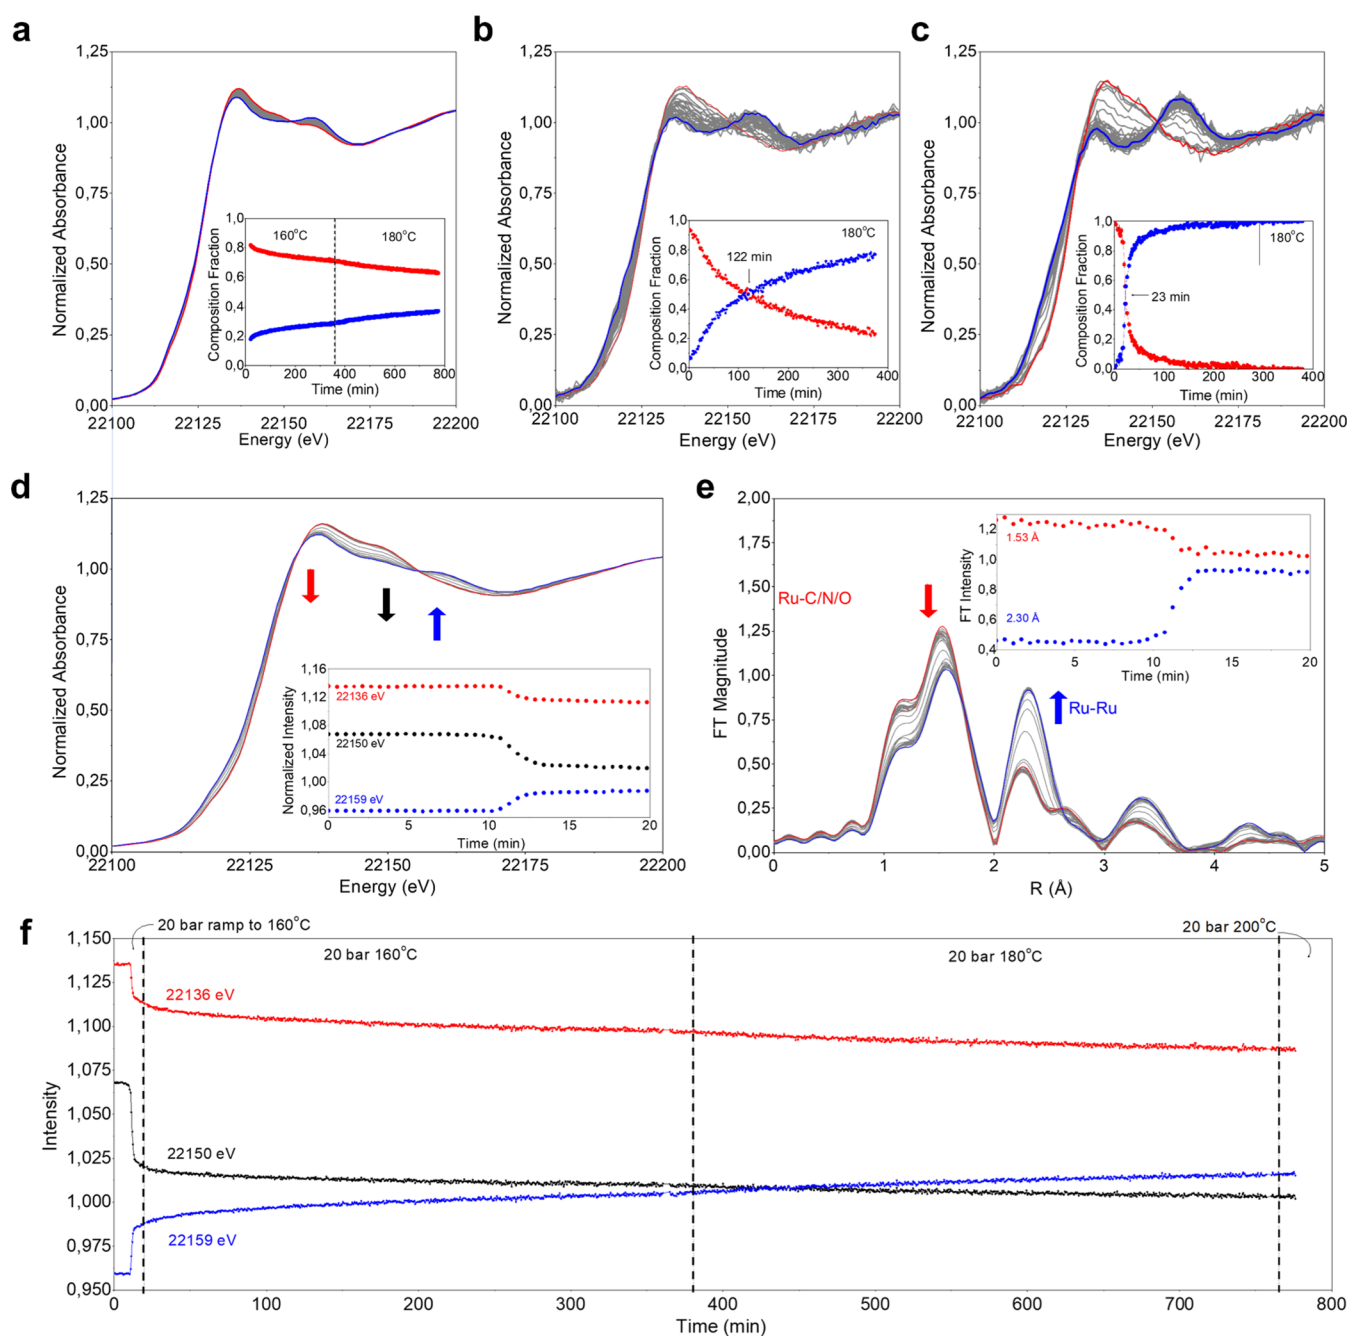 a
1,25
1,00
0,75
0,50
0,25
0,00
Normalized Absorbance
22100
22125
22150
22175
22200
Energy (eV)
1,0
0,8
0,6
0,4
0,2
0,0
Composition Fraction
160°C
180°C
0
200
400
600
800
Time (min)
b
1,25
1,00
0,75
0,50
0,25
0,00
Normalized Absorbance
22100
22125
22150
22175
22200
Energy (eV)
1,0
0,8
0,6
0,4
0,2
0,0
Composition Fraction
180°C
122 min
0
100
200
300
400
Time (min)
c
1,25
1,00
0,75
0,50
0,25
0,00
Normalized Absorbance
22100
22125
22150
22175
22200
Energy (eV)
1,0
0,8
0,6
0,4
0,2
0,0
Composition Fraction
180°C
23 min
0
100
200
300
400
Time (min)
d
1,25
1,00
0,75
0,50
0,25
0,00
Normalized Absorbance
22100
22125
22150
22175
22200
Energy (eV)
1,16
1,12
1,08
1,04
1,00
0,96
Normalized Intensity
22136 eV
22150 eV
22159 eV
0
5
10
15
20
Time (min)
e
2,00
1,75
1,50
1,25
1,00
0,75
0,50
0,25
0,00
FT Magnitude
Ru-C/N/O
Ru-Ru
0
1
2
3
4
5
R (Å)
1,2
1,0
0,8
0,6
0,4
FT Intensity
1.53 Å
2.30 Å
0
5
10
15
20
Time (min)
f
20 bar ramp to 160°C
20 bar 200°C
20 bar 160°C
20 bar 180°C
1,150
1,125
1,100
1,075
1,050
1,025
1,000
0,975
0,950
Intensity
22136 eV
22150 eV
22159 eV
0
100
200
300
400
500
600
700
800
Time (min)